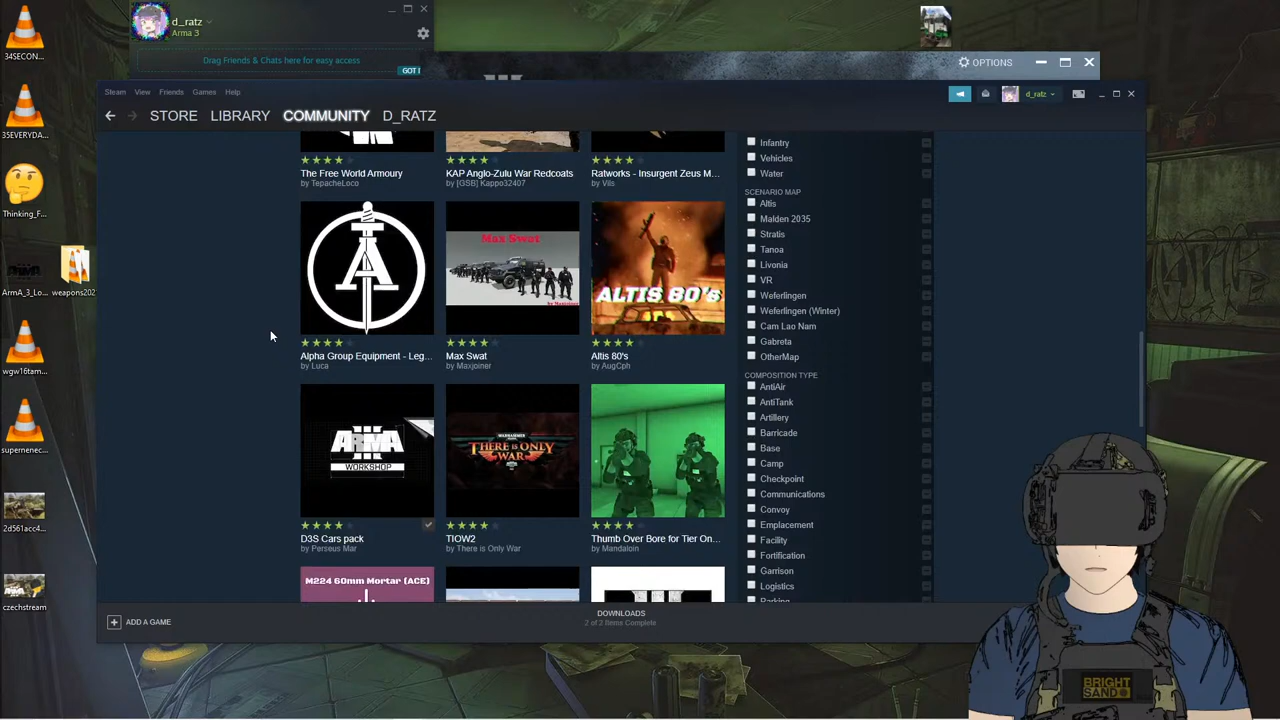 34SECON...
35EVERYDA...
Thinking_F...
ArmA_3_Lo...
weapons202
wgw16tam...
supernenec...
2d561acc4...
czechstream
d_ratz
Arma 3
Drag Friends & Chats here for easy access
GOT I
OPTIONS
Steam View Friends Games Help
d_ratz
STORE LIBRARY COMMUNITY D_RATZ
The Free World Armoury
by TepacheLoco
KAP Anglo-Zulu War Redcoats
by [GSB] Kappo32407
Ratworks - Insurgent Zeus M...
by Vils
Max Swat
by Maxjoiner
ALTIS 80's
Alpha Group Equipment - Leg...
by Luca
Max Swat
by Maxjoiner
Altis 80's
by AugCph
ARMA
WORKSHOP
WARHAMMER
THERE IS ONLY
WAR
D3S Cars pack
by Perseus Mar
TIOW2
by There is Only War
Thumb Over Bore for Tier On...
by Mandaloin
M224 60mm Mortar (ACE)
Infantry
Vehicles
Water
SCENARIO MAP
Altis
Malden 2035
Stratis
Tanoa
Livonia
VR
Weferlingen
Weferlingen (Winter)
Cam Lao Nam
Gabreta
OtherMap
COMPOSITION TYPE
AntiAir
AntiTank
Artillery
Barricade
Base
Camp
Checkpoint
Communications
Convoy
Emplacement
Facility
Fortification
Garrison
Logistics
Parking
ADD A GAME
DOWNLOADS
2 of 2 Items Complete
BRIGHT
SAND